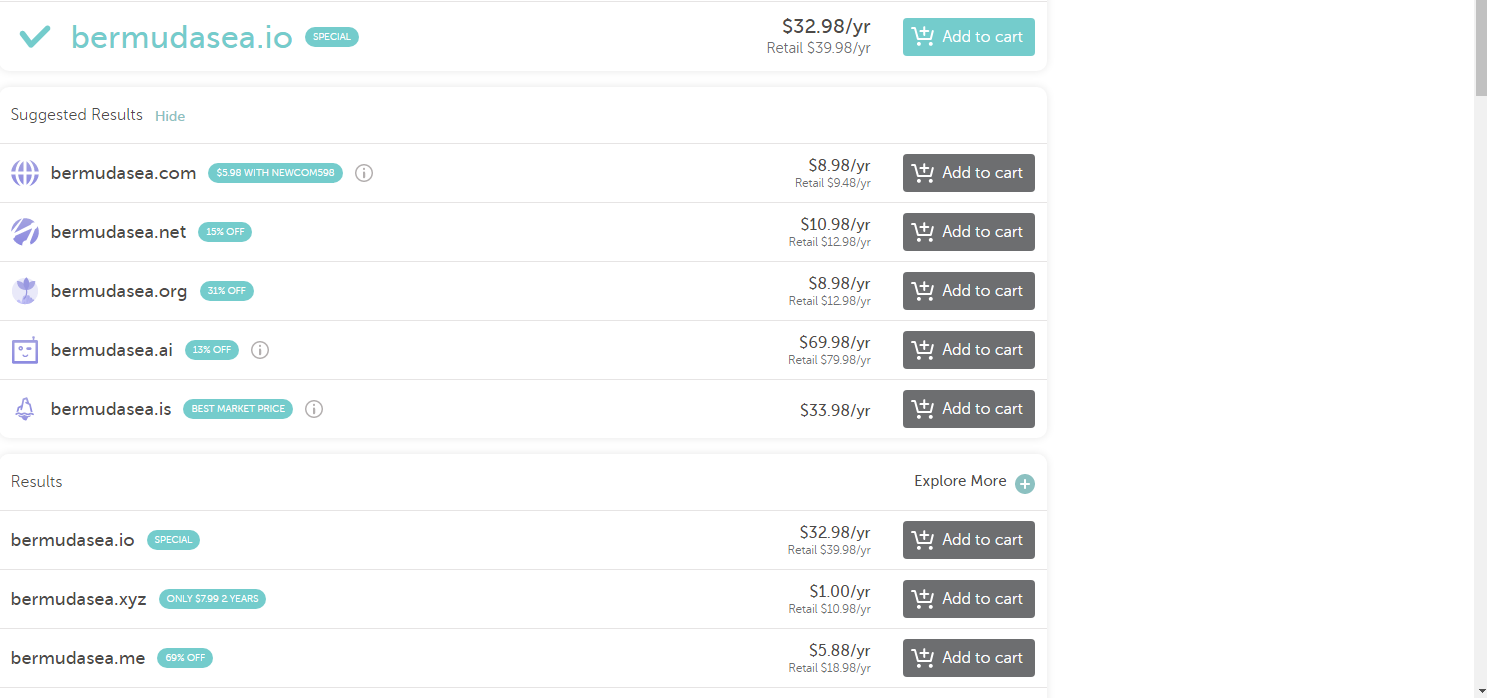 bermudasea.io SPECIAL $32.98/yr Add to cart
Retail $39.98/yr
Suggested Results Hide
bermudasea.com $5.98 WITH NEWCOM598 $8.98/yr Add to cart
Retail $9.48/yr
bermudasea.net 15% OFF $10.98/yr Add to cart
Retail $12.98/yr
bermudasea.org 31% OFF $8.98/yr Add to cart
Retail $12.98/yr
bermudasea.ai 13% OFF $69.98/yr Add to cart
Retail $79.98/yr
bermudasea.is BEST MARKET PRICE $33.98/yr Add to cart
Results Explore More
bermudasea.io SPECIAL $32.98/yr Add to cart
Retail $39.98/yr
bermudasea.xyz ONLY $7.99 2 YEARS $1.00/yr Add to cart
Retail $10.98/yr
bermudasea.me 69% OFF $5.88/yr Add to cart
Retail $18.98/yr